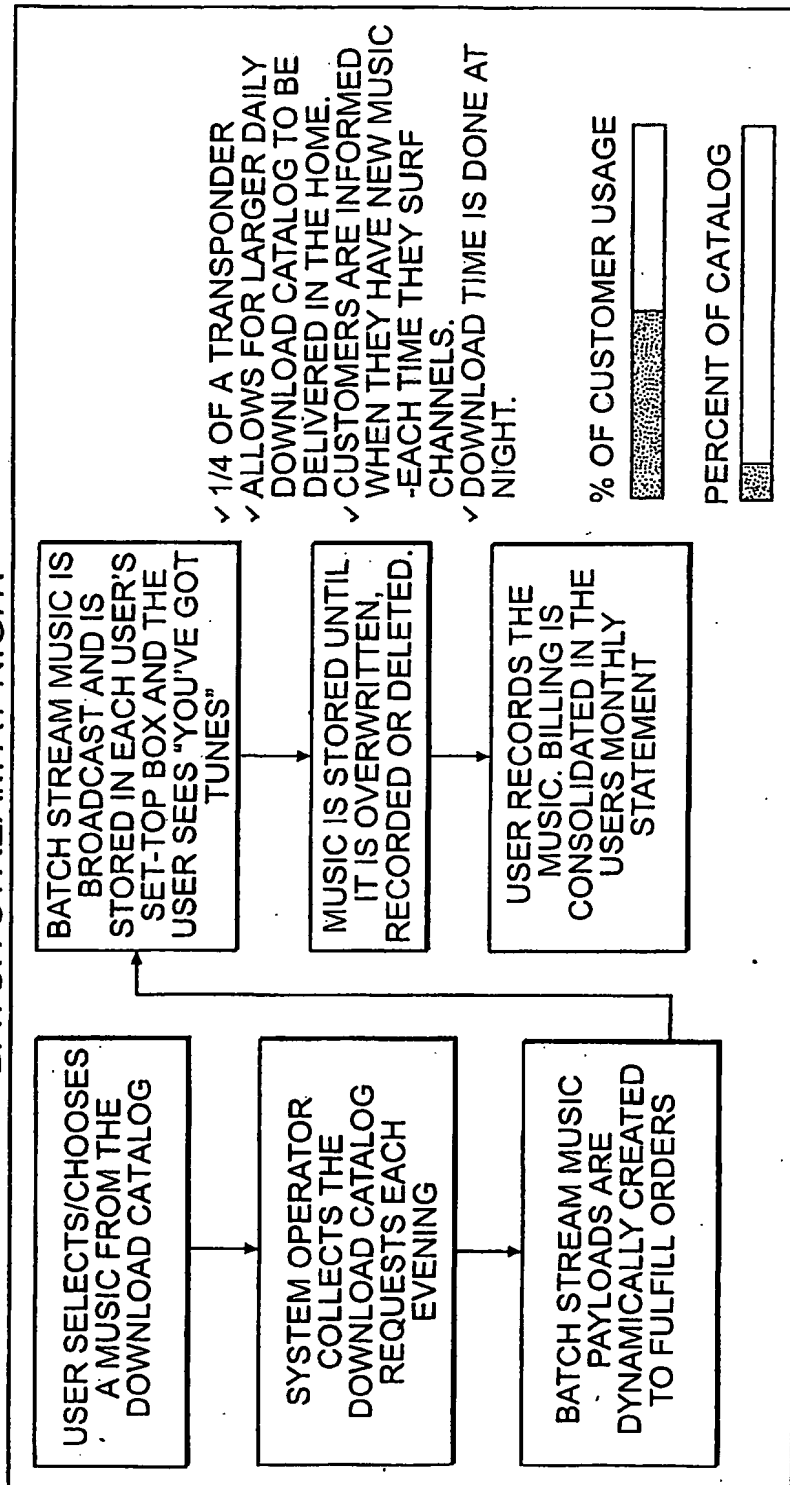 USER SELECTS/CHOOSES
A MUSIC FROM THE
DOWNLOAD CATALOG
SYSTEM OPERATOR
COLLECTS THE
DOWNLOAD CATALOG
REQUESTS EACH
EVENING
BATCH STREAM MUSIC
PAYLOADS ARE
DYNAMICALLY CREATED
TO FULFILL ORDERS
BATCH STREAM MUSIC IS
BROADCAST AND IS
STORED IN EACH USER'S
SET-TOP BOX AND THE
USER SEES "YOU'VE GOT
TUNES"
MUSIC IS STORED UNTIL
IT IS OVERWRITTEN,
RECORDED OR DELETED.
USER RECORDS THE
MUSIC. BILLING IS
CONSOLIDATED IN THE
USERS MONTHLY
STATEMENT
✓ 1/4 OF A TRANSPONDER
✓ ALLOWS FOR LARGER DAILY
DOWNLOAD CATALOG TO BE
DELIVERED IN THE HOME.
✓ CUSTOMERS ARE INFORMED
WHEN THEY HAVE NEW MUSIC
-EACH TIME THEY SURF
CHANNELS.
✓ DOWNLOAD TIME IS DONE AT
NIGHT.
% OF CUSTOMER USAGE
PERCENT OF CATALOG